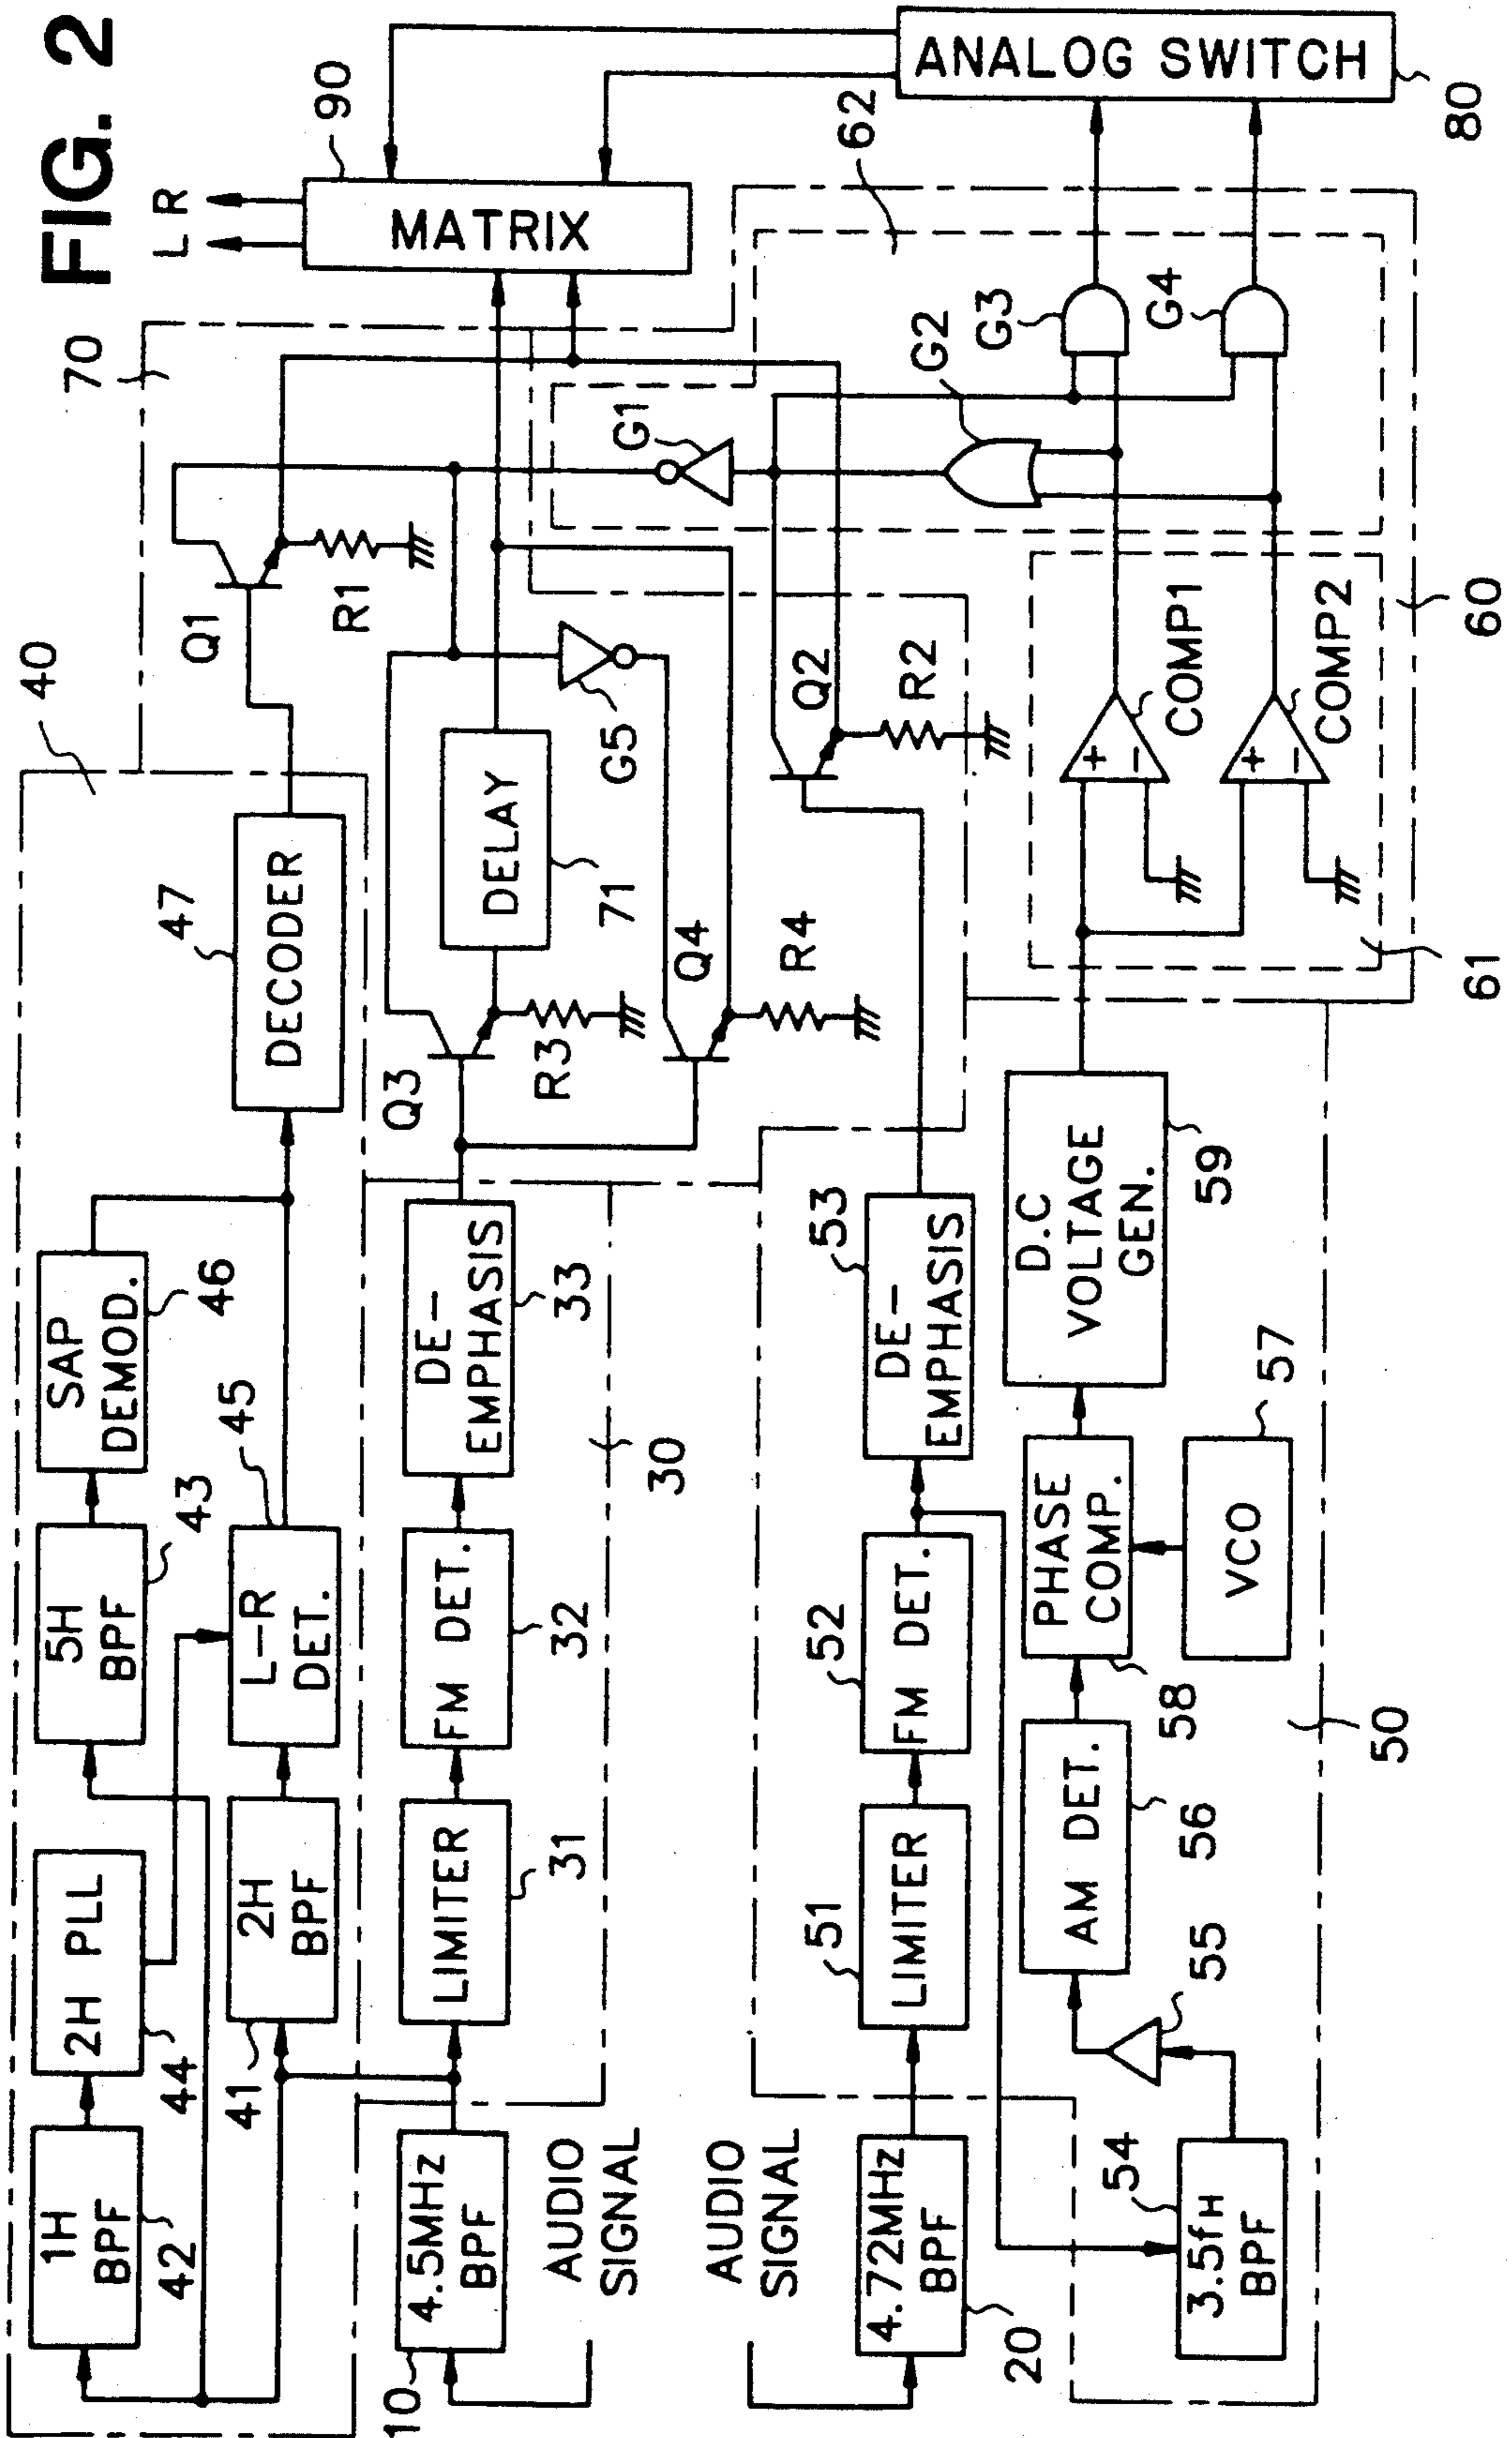 FIG. 2
40
1H
BPF
42
2H PLL
44
5H
BPF
43
SAP
DEMOD.
46
2H
BPF
41
L-R
DET.
45
DECODER
47
Q1
R1
70
L
R
MATRIX
90
10
4.5MHz
BPF
AUDIO
SIGNAL
LIMITER
31
FM DET.
32
DE-
EMPHASIS
33
30
Q3
R3
DELAY
71
Q4
R4
G5
G1
62
AUDIO
SIGNAL
4.72MHz
BPF
20
LIMITER
51
FM DET.
52
DE-
EMPHASIS
53
Q2
R2
G2
G3
G4
ANALOG SWITCH
80
3.5fH
BPF
54
55
AM DET.
56
PHASE
COMP.
58
VCO
57
D.C
VOLTAGE
GEN.
59
50
+
-
COMP1
+
-
COMP2
61
60